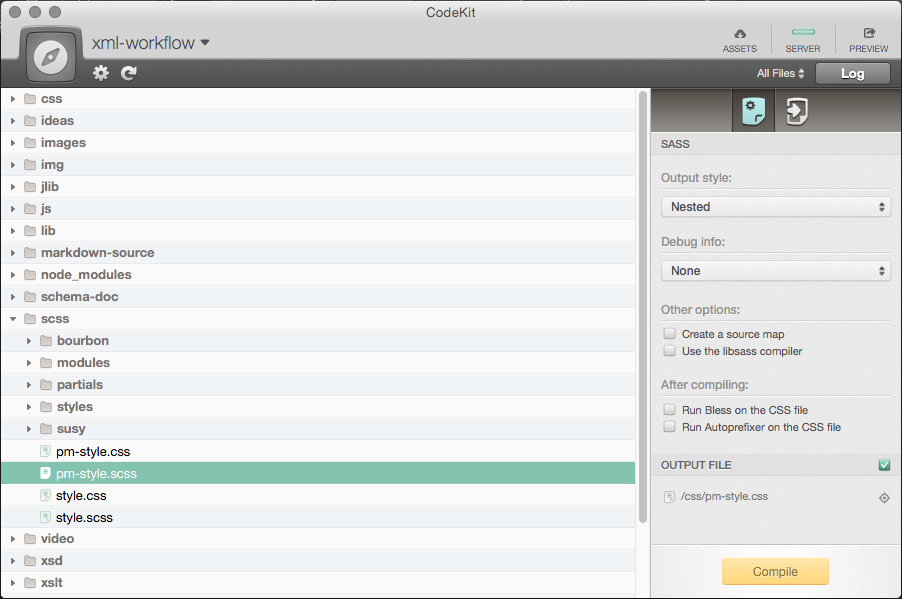 CodeKit
xml-workflow
ASSETS
SERVER
PREVIEW
All Files
Log
css
ideas
images
img
jlib
js
lib
markdown-source
node_modules
schema-doc
scss
bourbon
modules
partials
styles
susy
pm-style.css
pm-style.scss
style.css
style.scss
video
xsd
xslt
SASS
Output style:
Nested
Debug info:
None
Other options:
Create a source map
Use the libsass compiler
After compiling:
Run Bless on the CSS file
Run Autoprefixer on the CSS file
OUTPUT FILE
/css/pm-style.css
Compile